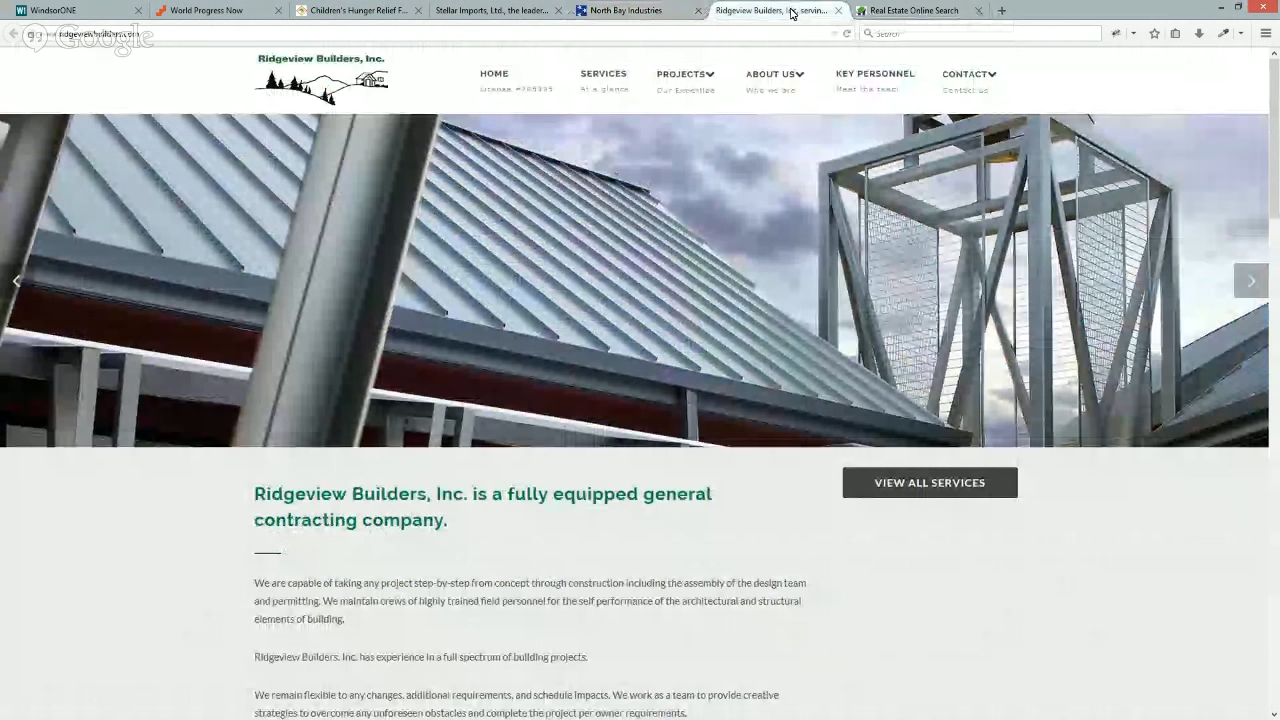 WindsorONE
World Progress Now
Children's Hunger Relief F...
Stellar Imports, Ltd., the leader...
North Bay Industries
Ridgeview Builders, Inc. servin...
Real Estate Online Search
Google
ridgeviewbuilders.com
Search
Ridgeview Builders, Inc.
HOME
SERVICES
PROJECTS
ABOUT US
KEY PERSONNEL
CONTACT
License
At a glance
Our Expertise
Who we are
Meet the team
Contact us
Ridgeview Builders, Inc. is a fully equipped general
contracting company.
VIEW ALL SERVICES
We are capable of taking any project step-by-step from concept through construction including the assembly of the design team
and permitting. We maintain crews of highly trained field personnel for the self performance of the architectural and structural
elements of building.
Ridgeview Builders, Inc. has experience in a full spectrum of building projects.
We remain flexible to any changes, additional requirements, and schedule impacts. We work as a team to provide creative
strategies to overcome any unforeseen obstacles and complete the project per owner requirements.